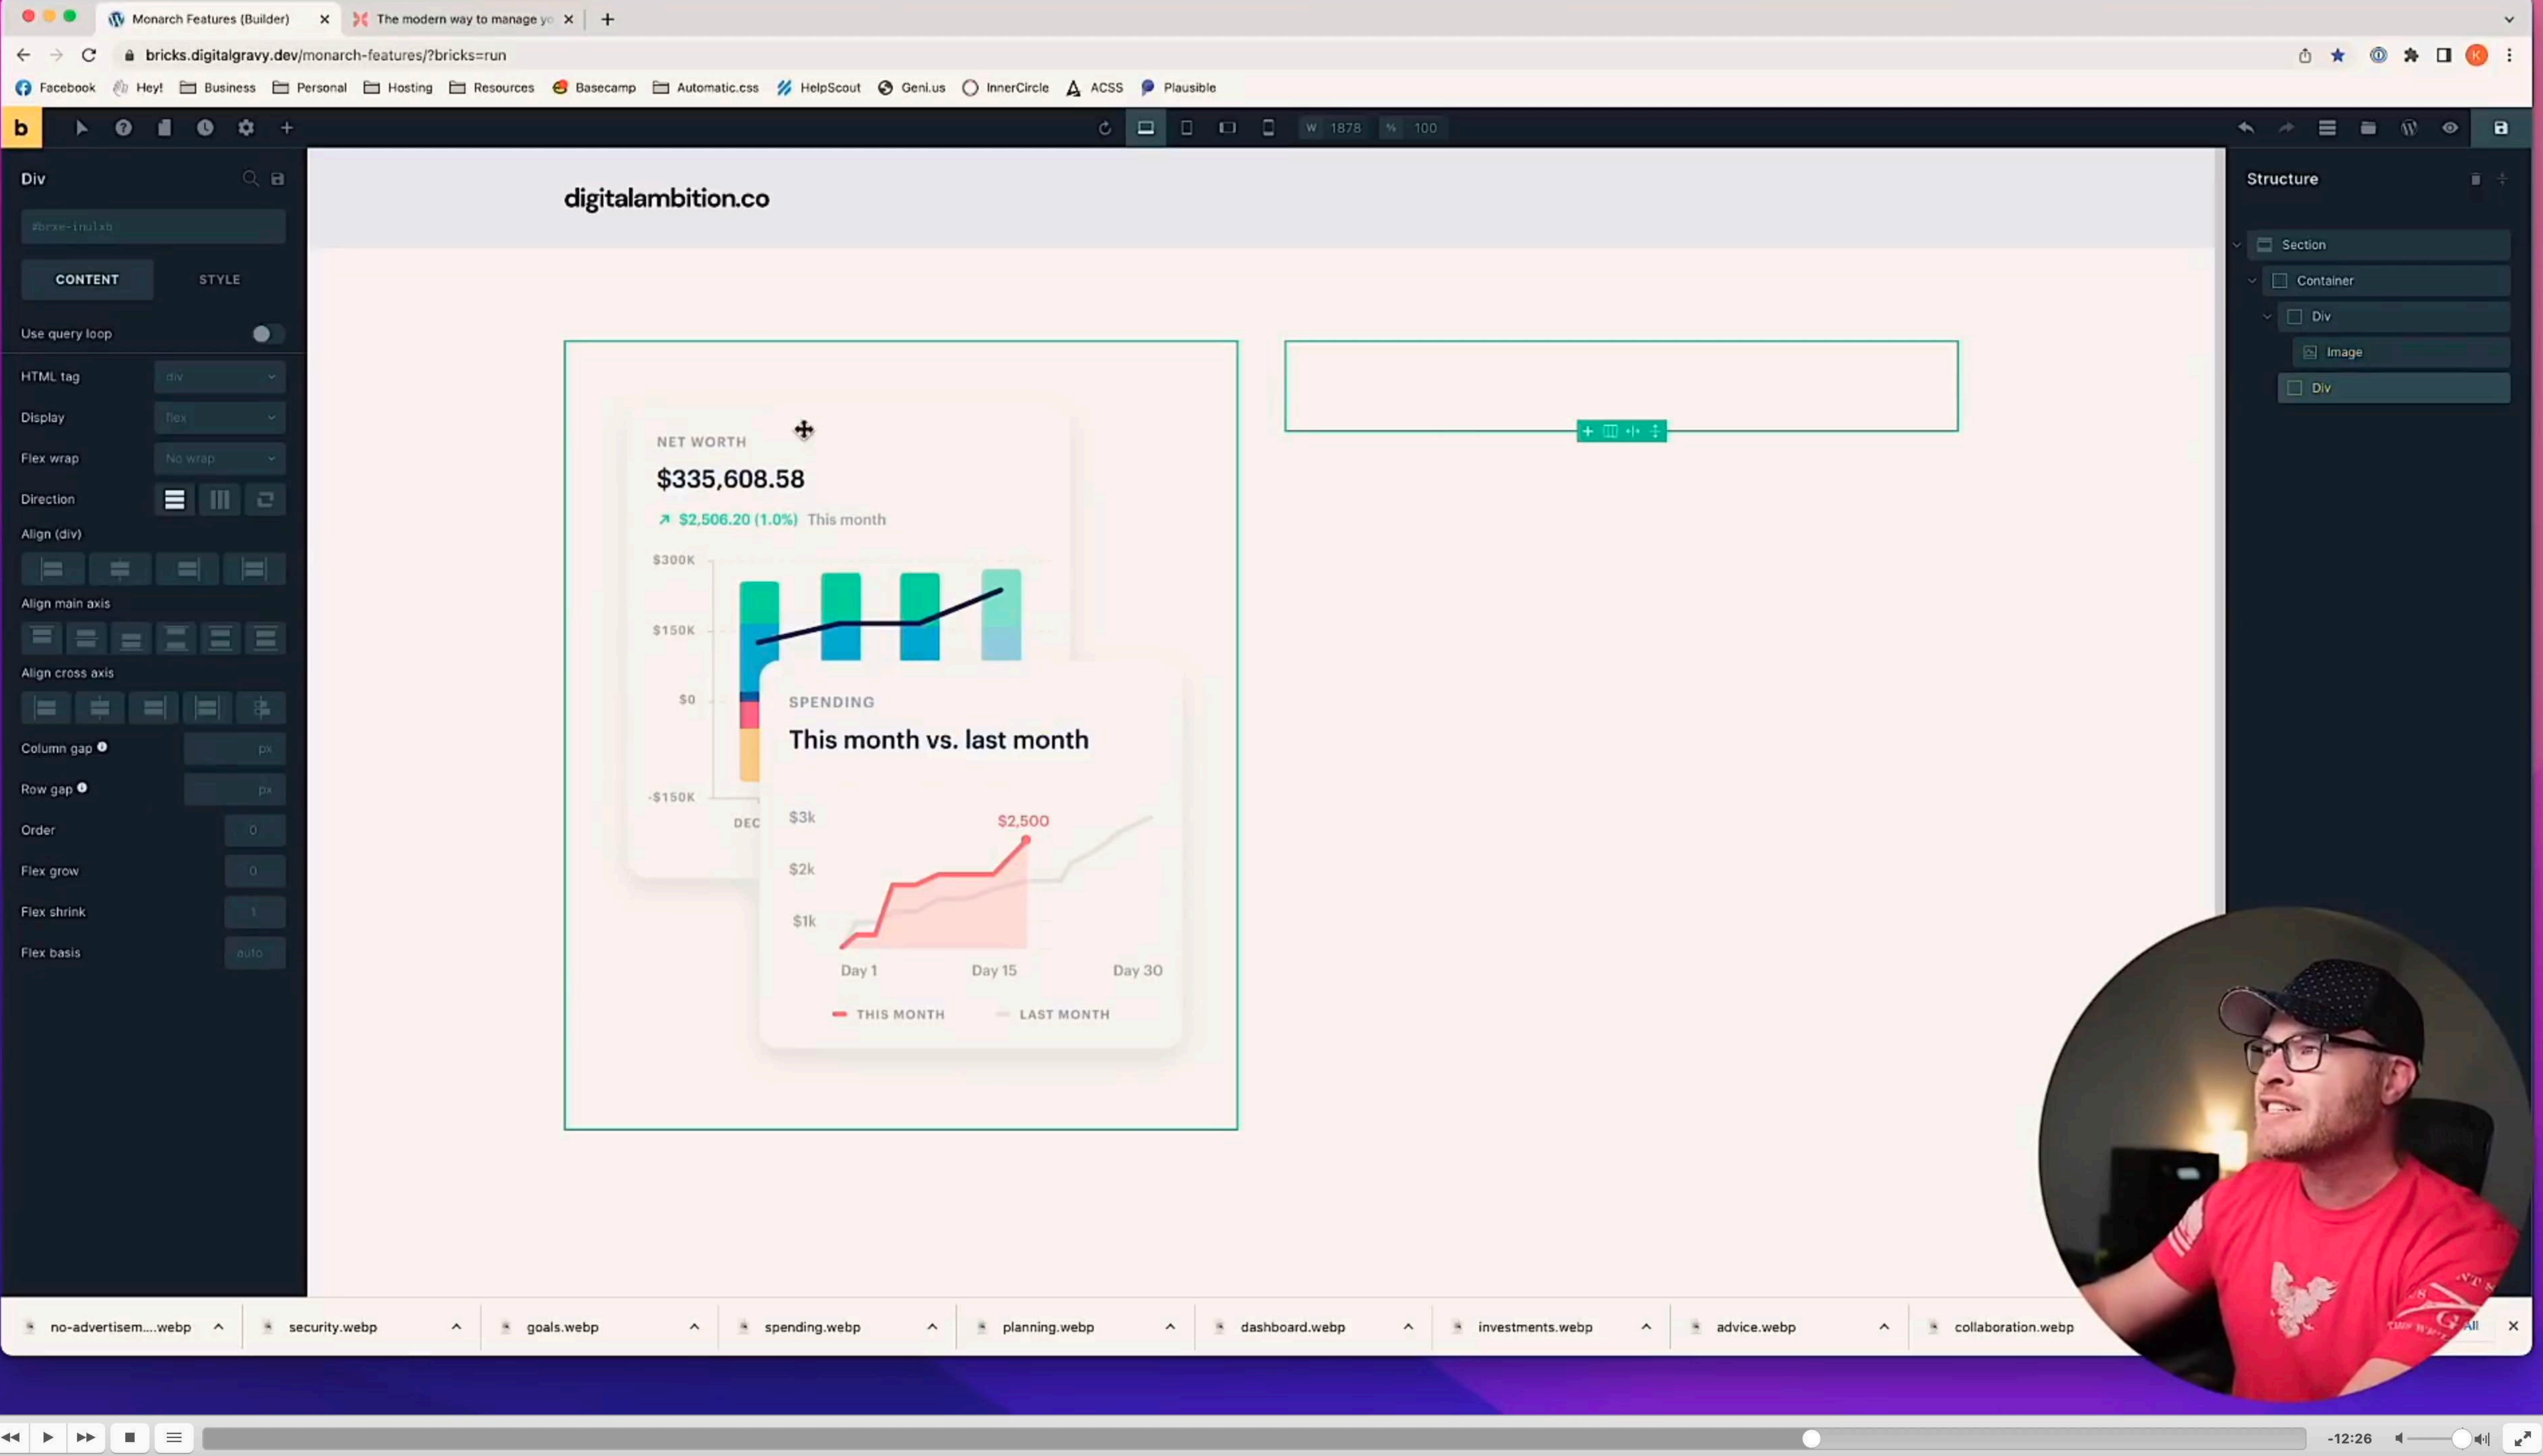 Monarch Features (Builder)
The modern way to manage yo
bricks.digitalgravy.dev/monarch-features/?bricks=run
K
Facebook
Hey!
Business
Personal
Hosting
Resources
Basecamp
Automatic.css
HelpScout
Geni.us
InnerCircle
ACSS
Plausible
b
W 1878
% 100
Div
#brxe-inulxb
CONTENT
STYLE
Use query loop
HTML tag
div
Display
flex
Flex wrap
No wrap
Direction
Align (div)
Align main axis
Align cross axis
Column gap
px
Row gap
px
Order
0
Flex grow
0
Flex shrink
1
Flex basis
auto
digitalambition.co
NET WORTH
$335,608.58
$2,506.20 (1.0%) This month
$300K
$150K
$0
-$150K
DEC
SPENDING
This month vs. last month
$3k
$2,500
$2k
$1k
Day 1
Day 15
Day 30
THIS MONTH
LAST MONTH
Structure
Section
Container
Div
Image
Div
no-advertisem....webp
security.webp
goals.webp
spending.webp
planning.webp
dashboard.webp
investments.webp
advice.webp
collaboration.webp
All
-12:26